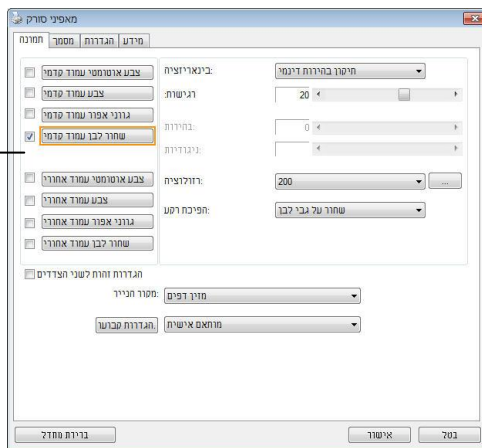 מאפיני סורק
תמונה
מסמך
הגדרות
מידע
צבע אוטומטי עמוד קדמי
צבע עמוד קדמי
גווני אפור עמוד קדמי
שחור לבן עמוד קדמי
צבע אוטומטי עמוד אחורי
צבע עמוד אחורי
גווני אפור עמוד אחורי
שחור לבן עמוד אחורי
בינאריזציה:
תיקון בהירות דינמי
רגישות:
20
בהירות:
0
ניגודיות:
רזולוציה:
200
...
הפיכת רקע:
שחור על גבי לבן
הגדרות זהות לשני הצדדים
מקור הנייר:
מזין דפים
הגדרות קבוע.
מותאם אישית
ברירת מחדל
אישור
בטל